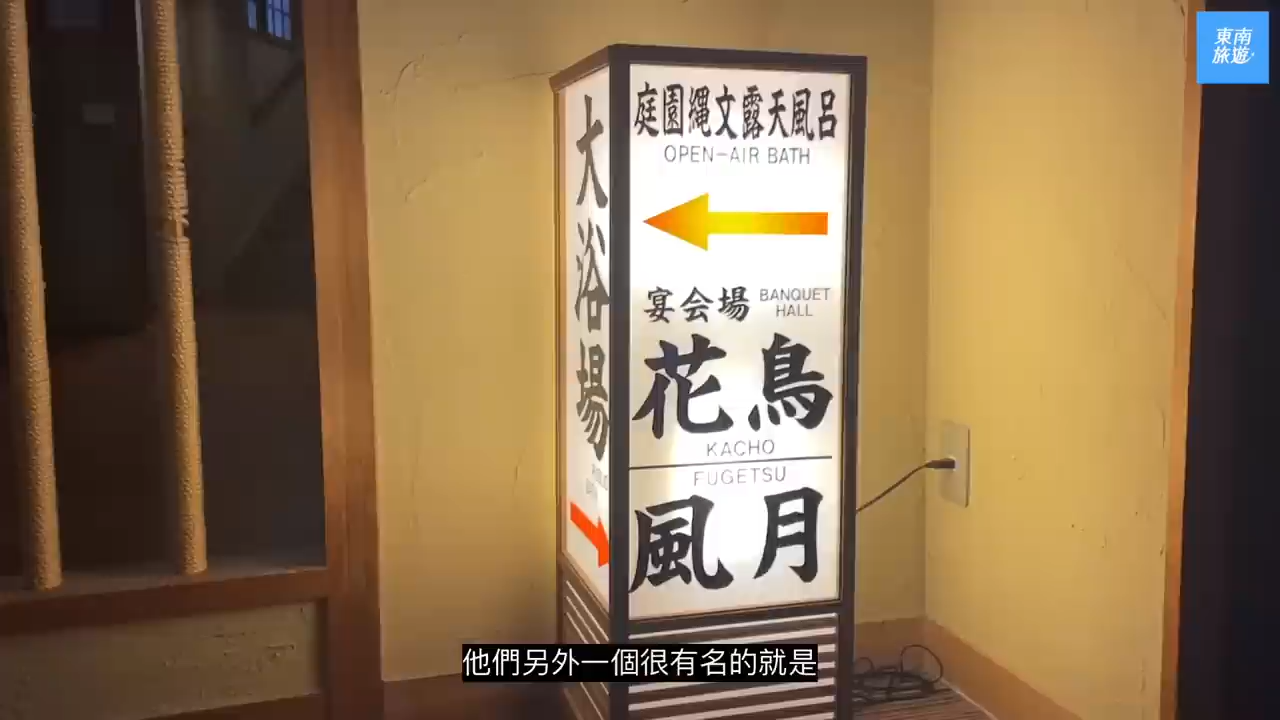 東南
旅遊
大浴場
庭園縄文露天風呂
OPEN-AIR BATH
宴会場 BANQUET HALL
花鳥
KACHO
FUGETSU
風月
他們另外一個很有名的就是